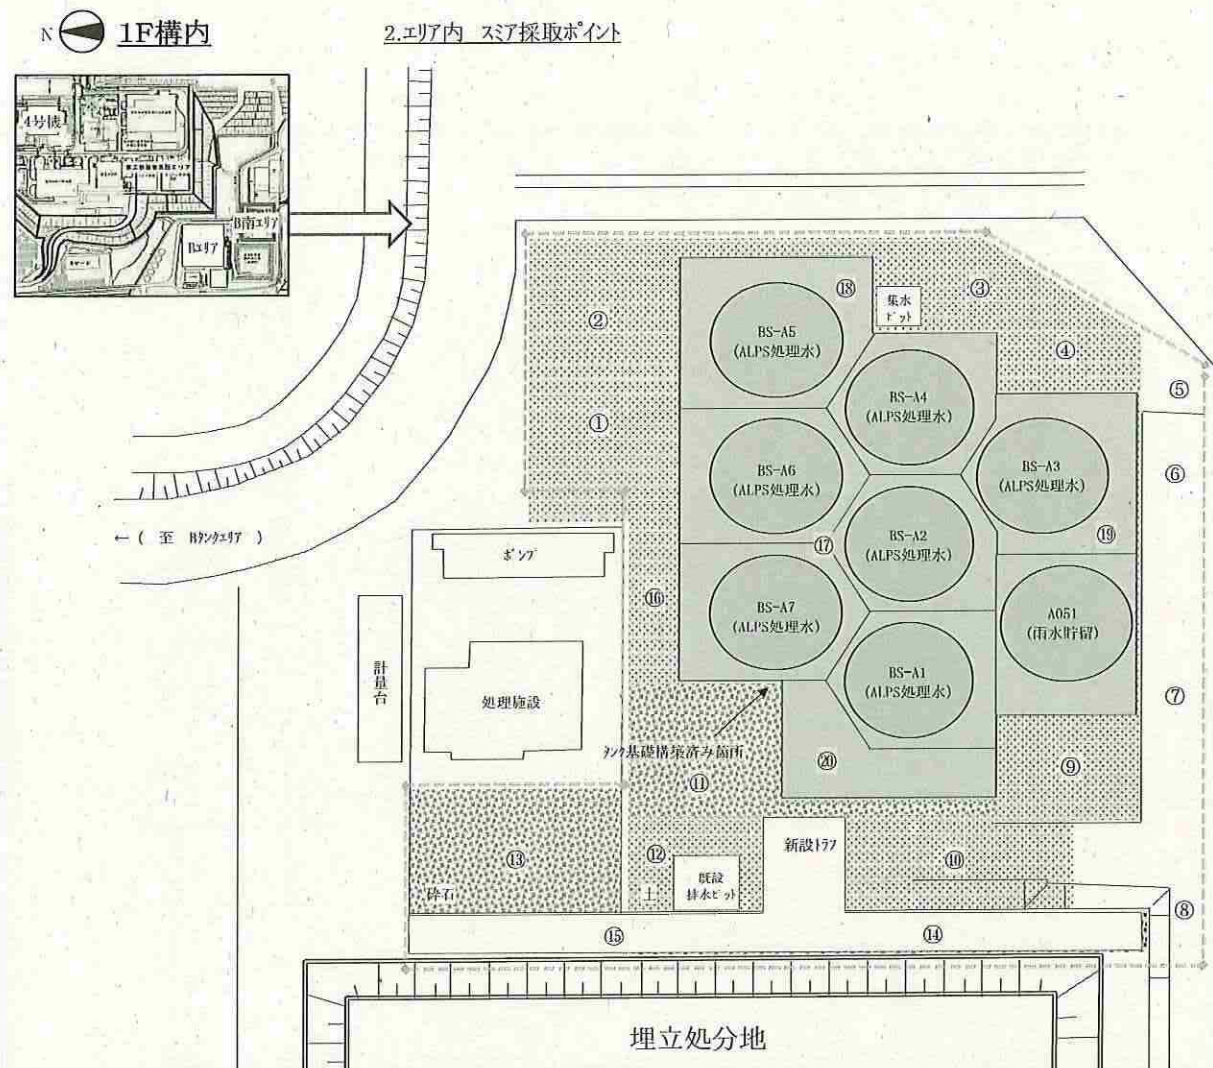 N
1F構内
2.エリア内 スミア採取ポイント
4号機
Bエリア
B南エリア
②
①
⑱
集水
ピット
③
④
⑤
⑥
BS-A5
(ALPS処理水)
BS-A4
(ALPS処理水)
BS-A3
(ALPS処理水)
BS-A6
(ALPS処理水)
BS-A2
(ALPS処理水)
⑰
⑲
← ( 至 Bタンクエリア )
ポンプ
⑯
BS-A7
(ALPS処理水)
A051
(雨水貯留)
BS-A1
(ALPS処理水)
計量台
処理施設
⑦
タンク基礎構築済み箇所
⑳
⑪
⑨
⑬
砕石
⑫
土
既設
排水ピット
新設トラフ
⑩
⑧
⑮
⑭
埋立処分地